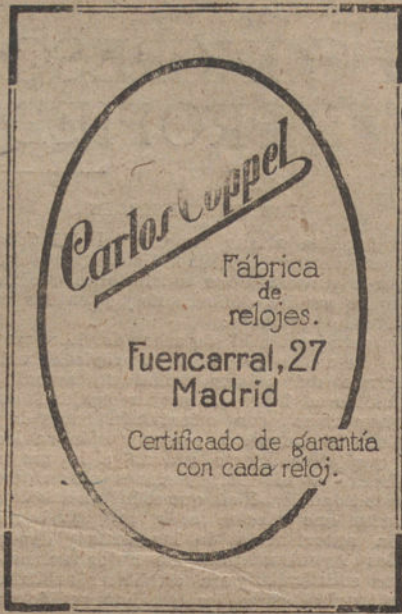 Carlos Coppel
Fábrica
de
relojes.
Fuencarral, 27
Madrid
Certificado de garantía
con cada reloj.